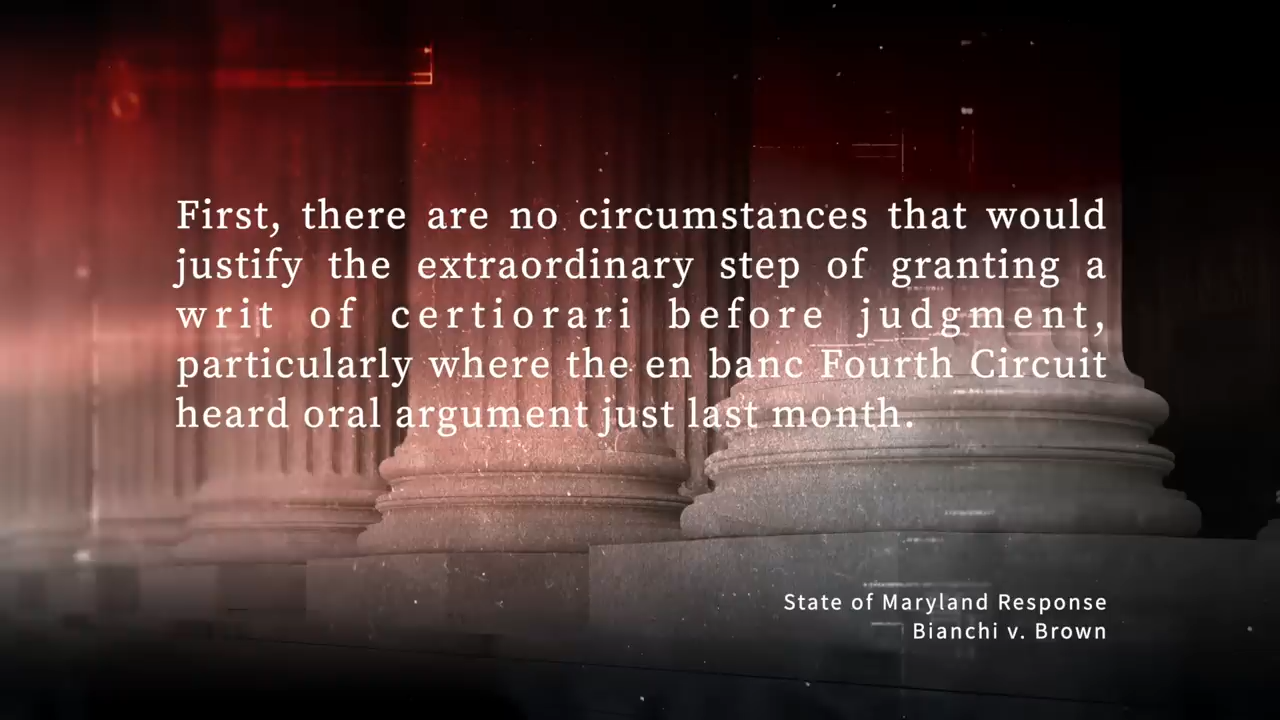 First, there are no circumstances that would
justify the extraordinary step of granting a
writ of certiorari before judgment,
particularly where the en banc Fourth Circuit
heard oral argument just last month.
State of Maryland Response
Bianchi v. Brown